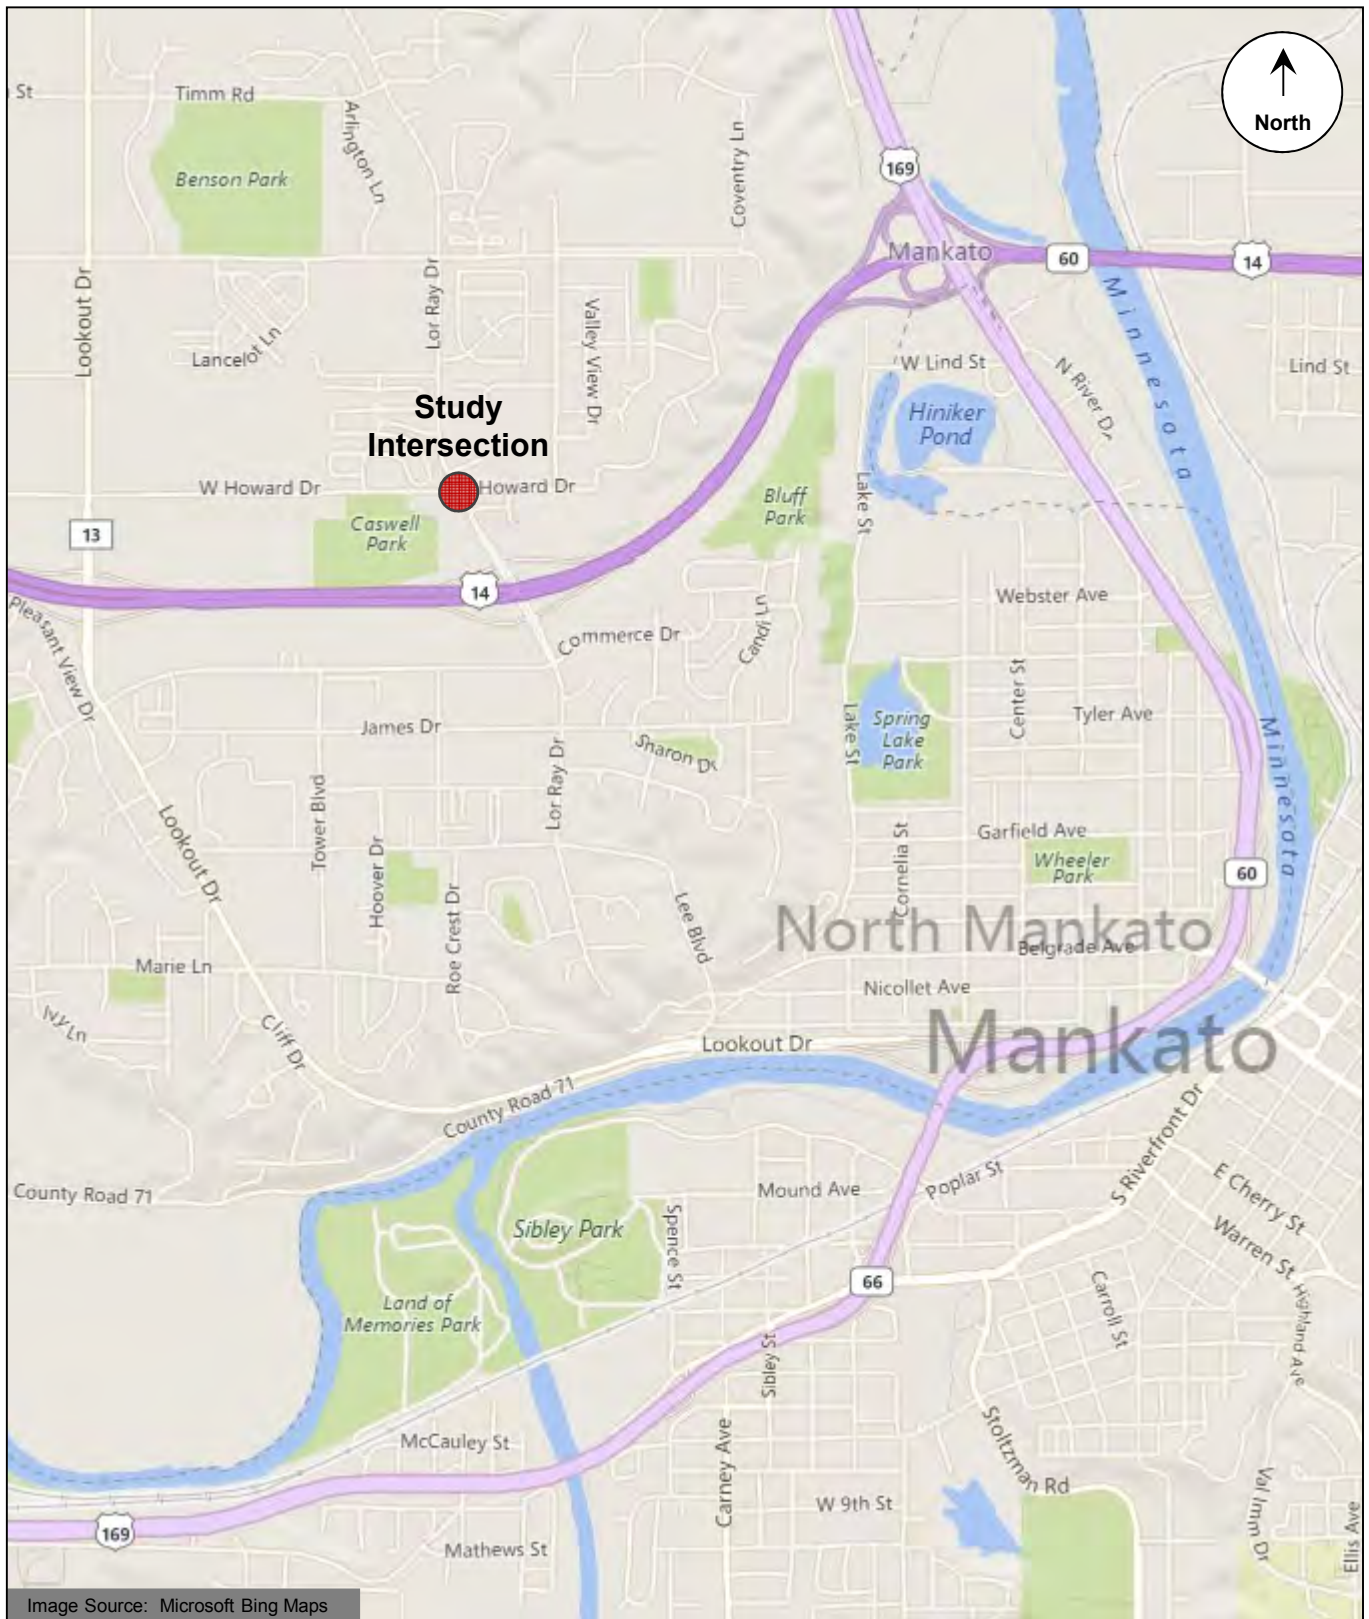 St
Timm Rd
Arlington Ln
Benson Park
Coventry Ln
169
North
Mankato
60
14
Minnesota
Lookout Dr
Lor Ray Dr
Valley View Dr
Lancelot Ln
W Lind St
N River Dr
Lind St
Hiniker
Pond
Study
Intersection
W Howard Dr
Howard Dr
Caswell
Park
Bluff
Park
Lake St
13
14
Pleasant View Dr
Commerce Dr
Candi Ln
Webster Ave
Center St
James Dr
Sharon Dr
Lake St
Spring
Lake
Park
Tyler Ave
Minnesota
Lookout Dr
Tower Blvd
Lor Ray Dr
Hoover Dr
Roe Crest Dr
Lee Blvd
Cornelia St
Garfield Ave
Wheeler
Park
60
North Mankato
Belgrade Ave
Marie Ln
Nicollet Ave
Ivy Ln
Cliff Dr
Lookout Dr
Mankato
County Road 71
S Riverfront Dr
County Road 71
Mound Ave
Poplar St
E Cherry St
Warren St
Sibley Park
Spence St
66
Highland Ave
Carroll St
Land of
Memories Park
Sibley St
McCauley St
Carney Ave
Stoltzman Rd
W 9th St
Val Imm Dr
Ellis Ave
169
Mathews St
Image Source: Microsoft Bing Maps